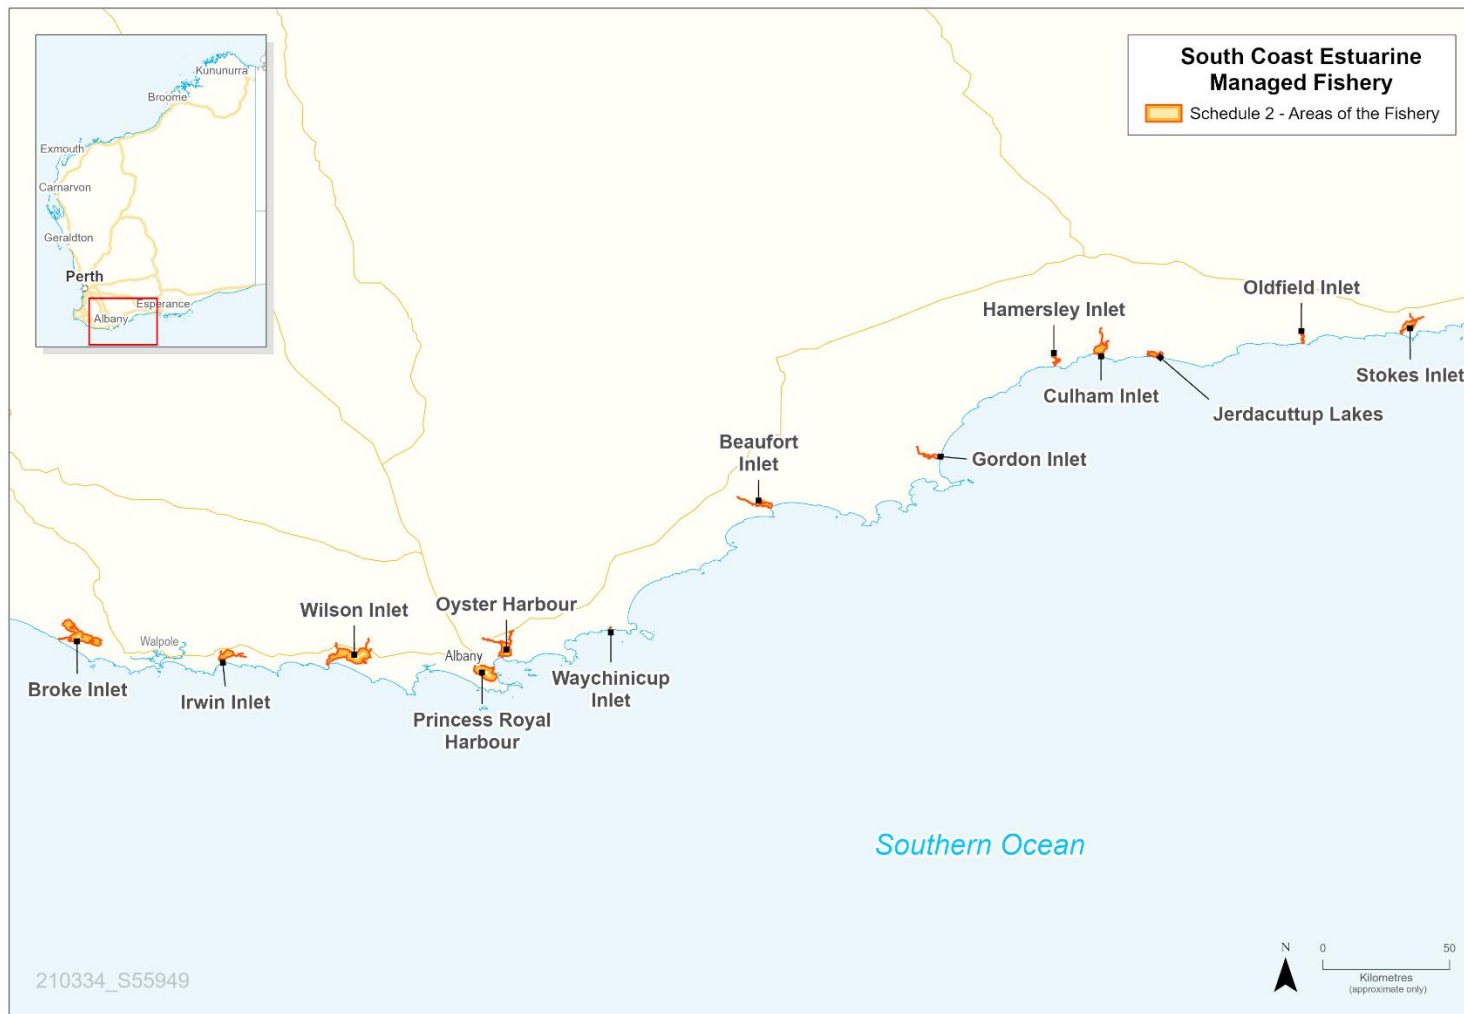 South Coast Estuarine
Managed Fishery
Schedule 2 - Areas of the Fishery
Kununurra
Broome
Exmouth
Carnarvon
Geraldton
Perth
Esperance
Albany
Oldfield Inlet
Hamersley Inlet
Stokes Inlet
Culham Inlet
Jerdacuttup Lakes
Beaufort
Inlet
Gordon Inlet
Oyster Harbour
Wilson Inlet
Walpole
Albany
Waychinicup
Inlet
Broke Inlet
Irwin Inlet
Princess Royal
Harbour
Southern Ocean
N
0 50
Kilometres
(approximate only)
210334_S55949